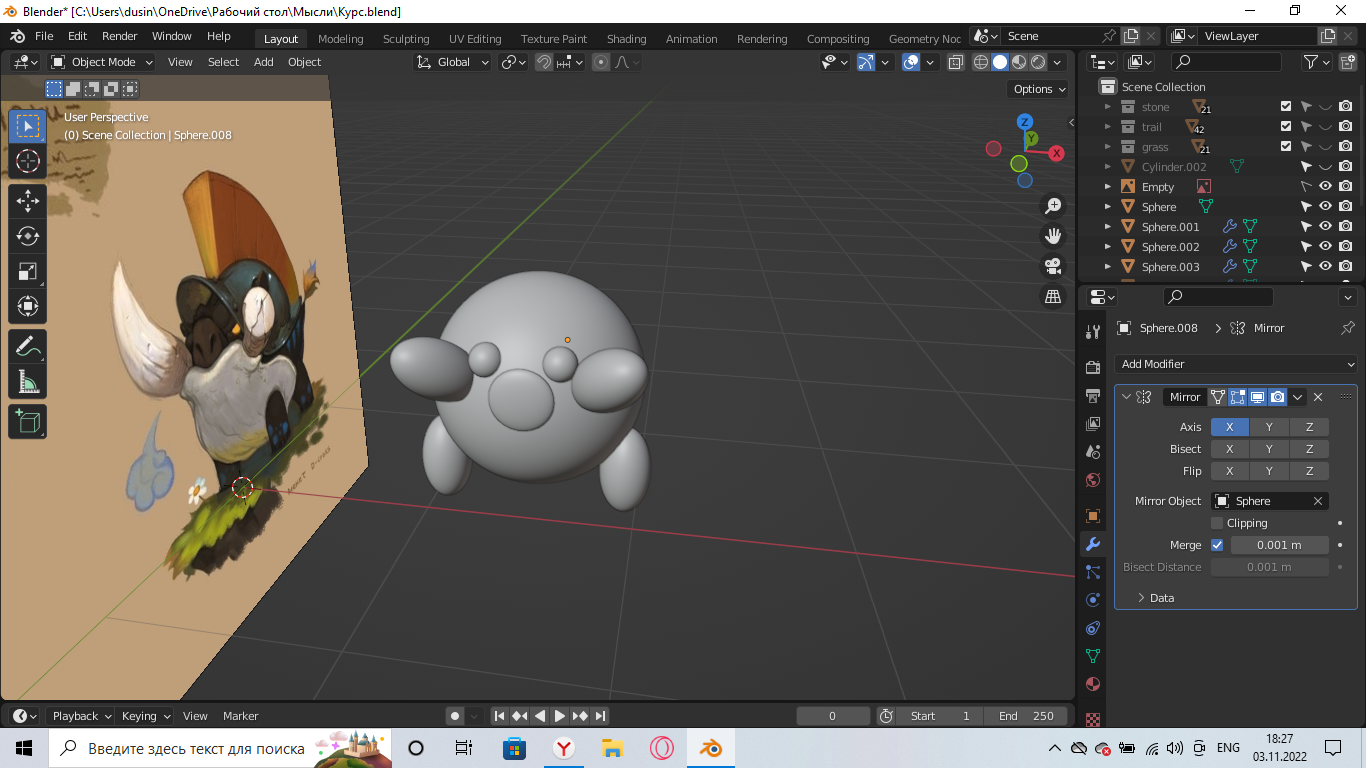 Blender* [C:\Users\dusin\OneDrive\Рабочий стол\Мысли\Курс.blend]
File Edit Render Window Help Layout Modeling Sculpting UV Editing Texture Paint Shading Animation Rendering Compositing Geometry Noc Scene ViewLayer
Object Mode View Select Add Object Global
Options
User Perspective
(0) Scene Collection | Sphere.008
Z
Y
X
Scene Collection
stone 21
trail 42
grass 21
Cylinder.002
Empty
Sphere
Sphere.001
Sphere.002
Sphere.003
Sphere.008 Mirror
Add Modifier
Mirror
Axis X Y Z
Bisect X Y Z
Flip X Y Z
Mirror Object Sphere
Clipping
Merge 0.001 m
Bisect Distance 0.001 m
Data
Playback Keying View Marker 0 Start 1 End 250
Введите здесь текст для поиска
ENG
18:27
03.11.2022